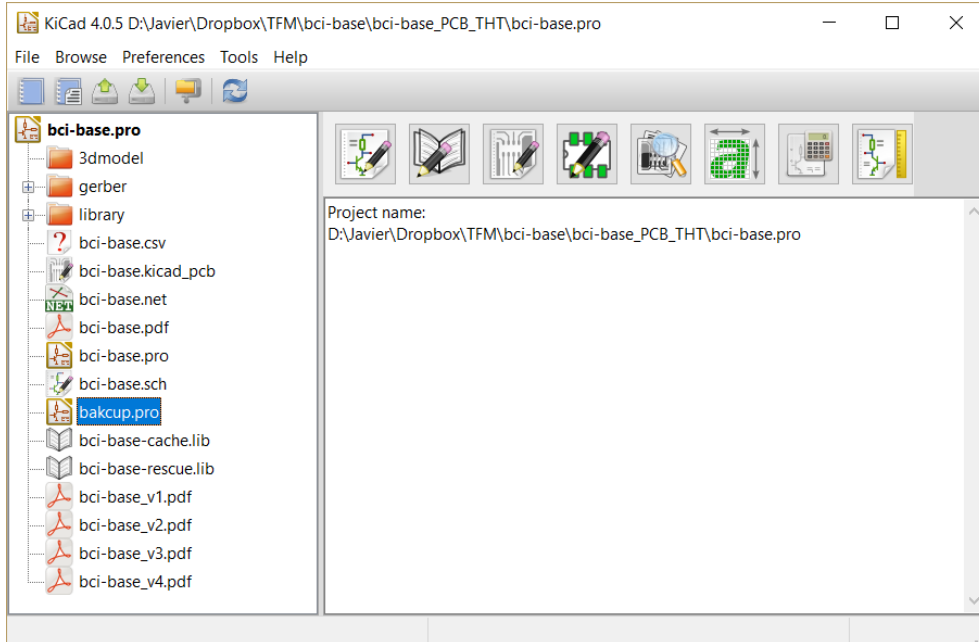 KiCad 4.0.5 D:\Javier\Dropbox\TFM\bci-base\bci-base_PCB_THT\bci-base.pro
File Browse Preferences Tools Help
bci-base.pro
3dmodel
gerber
library
bci-base.csv
bci-base.kicad_pcb
NET bci-base.net
bci-base.pdf
bci-base.pro
bci-base.sch
bakcup.pro
bci-base-cache.lib
bci-base-rescue.lib
bci-base_v1.pdf
bci-base_v2.pdf
bci-base_v3.pdf
bci-base_v4.pdf
a
Project name:
D:\Javier\Dropbox\TFM\bci-base\bci-base_PCB_THT\bci-base.pro